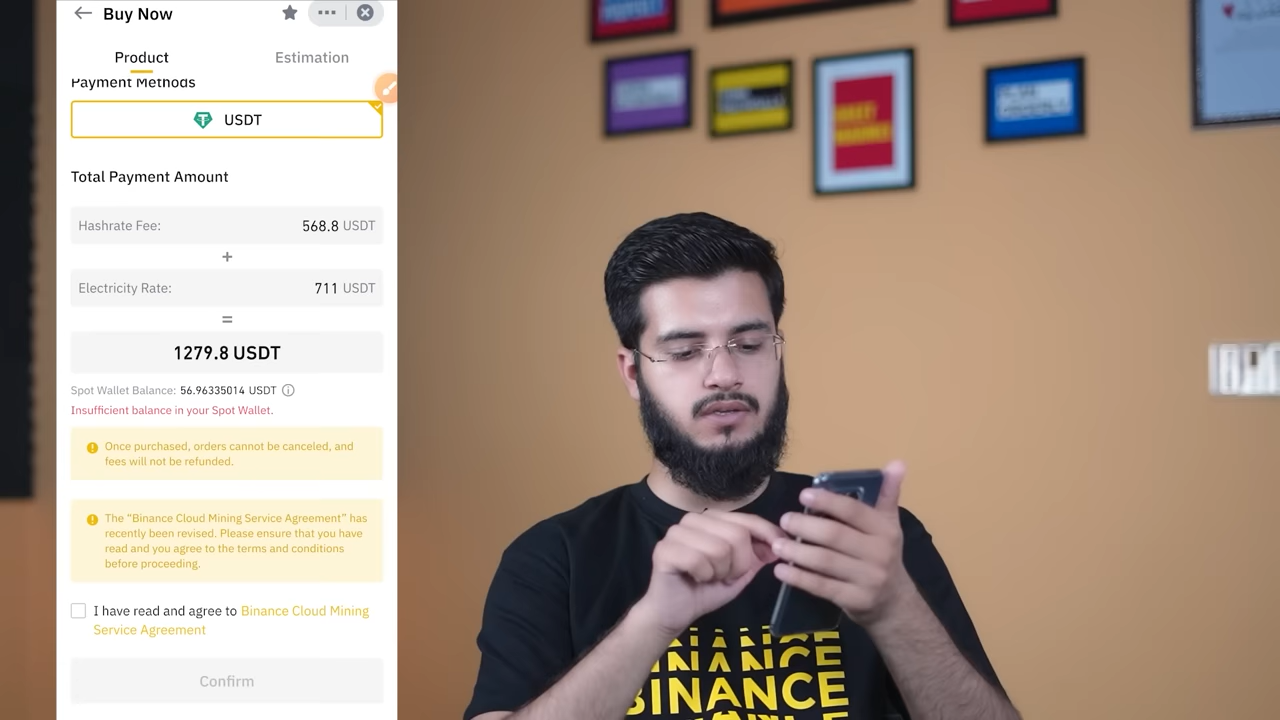 Buy Now
Product
Estimation
Payment Methods
USDT
Total Payment Amount
Hashrate Fee:
568.8 USDT
+
Electricity Rate:
711 USDT
=
1279.8 USDT
Spot Wallet Balance: 56.96335014 USDT
Insufficient balance in your Spot Wallet.
Once purchased, orders cannot be canceled, and
fees will not be refunded.
The “Binance Cloud Mining Service Agreement” has
recently been revised. Please ensure that you have
read and you agree to the terms and conditions
before proceeding.
I have read and agree to Binance Cloud Mining
Service Agreement
Confirm
BINANCE
BINANCE
BINANCE